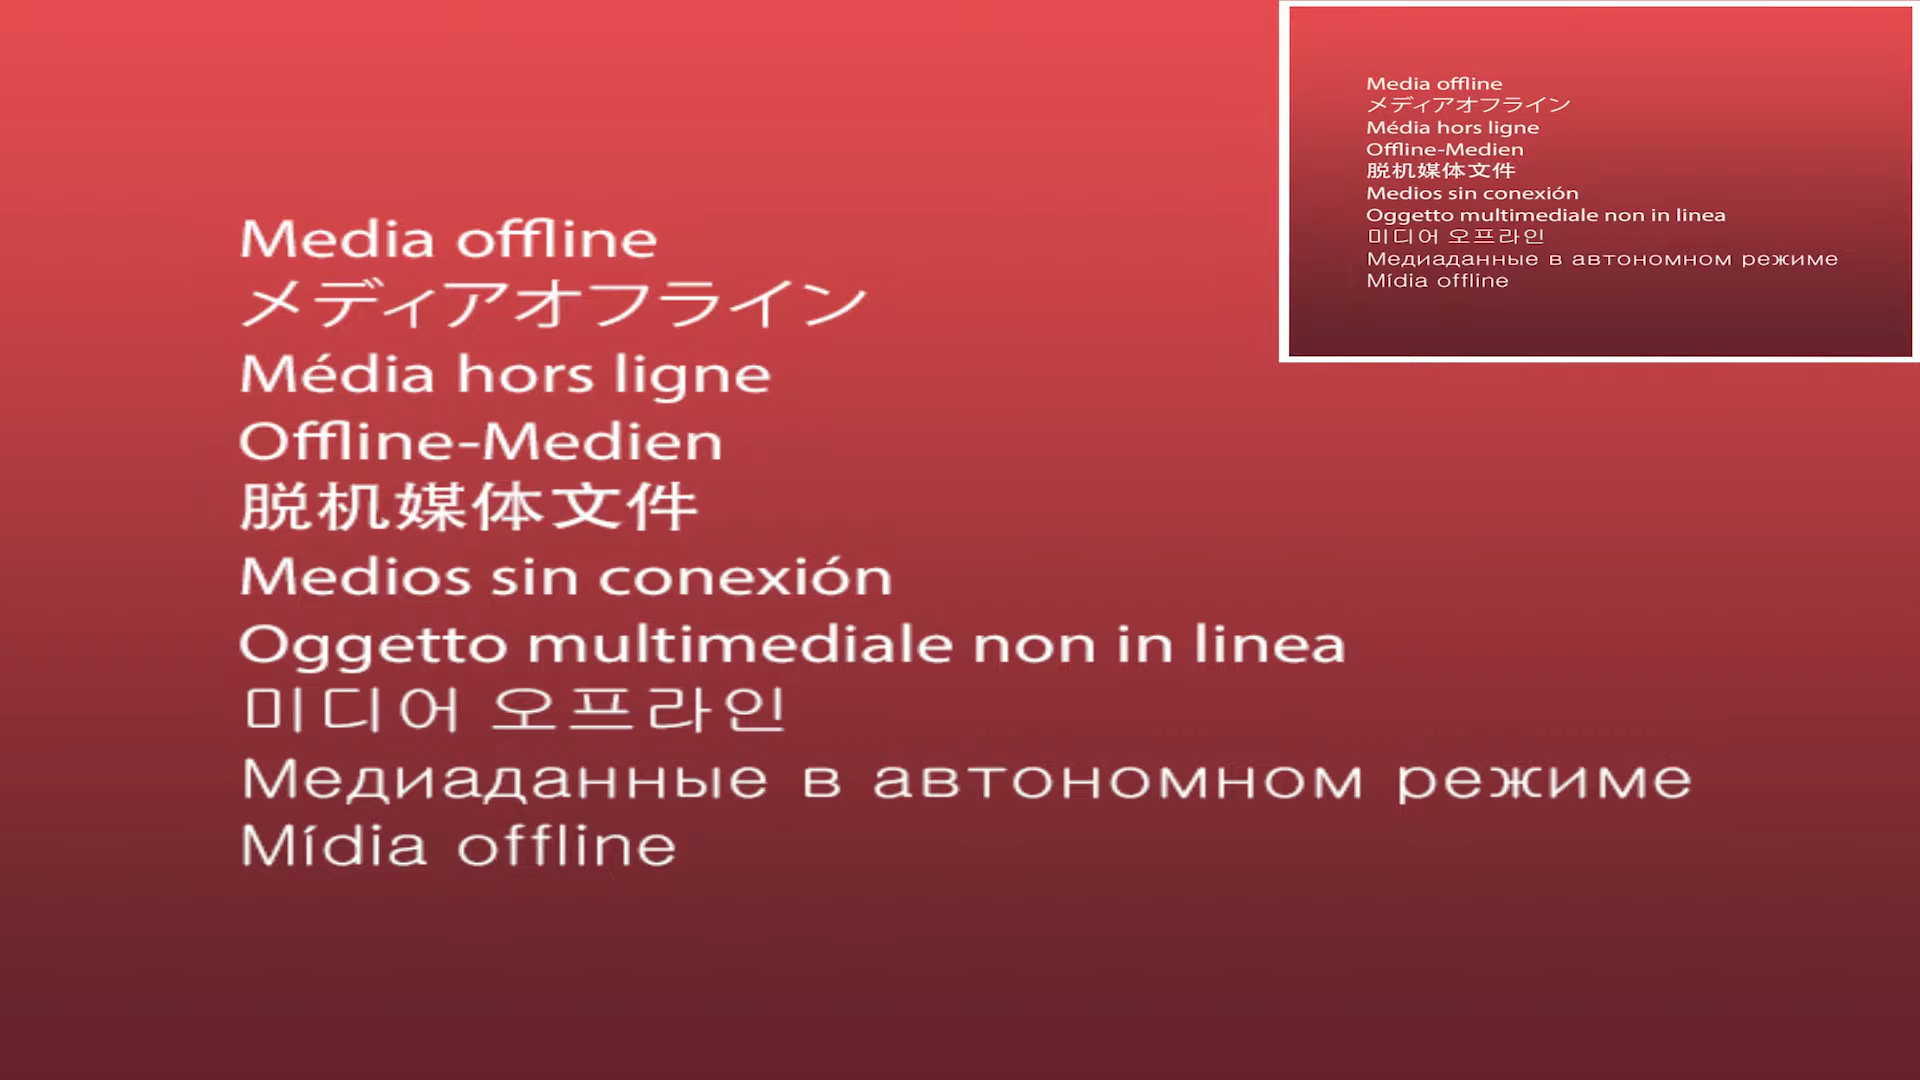 Media offline
メディアオフライン
Média hors ligne
Offline-Medien
脱机媒体文件
Medios sin conexión
Oggetto multimediale non in linea
미디어 오프라인
Медиаданные в автономном режиме
Mídia offline
Media offline
メディアオフライン
Média hors ligne
Offline-Medien
脱机媒体文件
Medios sin conexión
Oggetto multimediale non in linea
미디어 오프라인
Медиаданные в автономном режиме
Mídia offline